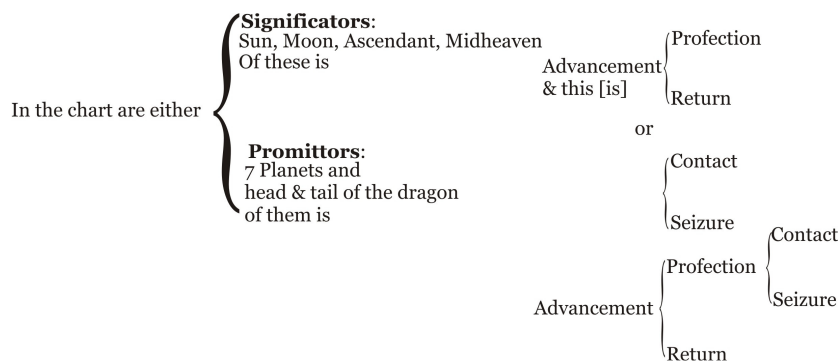 In the chart are either
Significators:
Sun, Moon, Ascendant, Midheaven
Of these is
Advancement
& this [is]
Profection
Return
or
Contact
Seizure
Promittors:
7 Planets and
head & tail of the dragon
of them is
Advancement
Profection
Return
Contact
Seizure